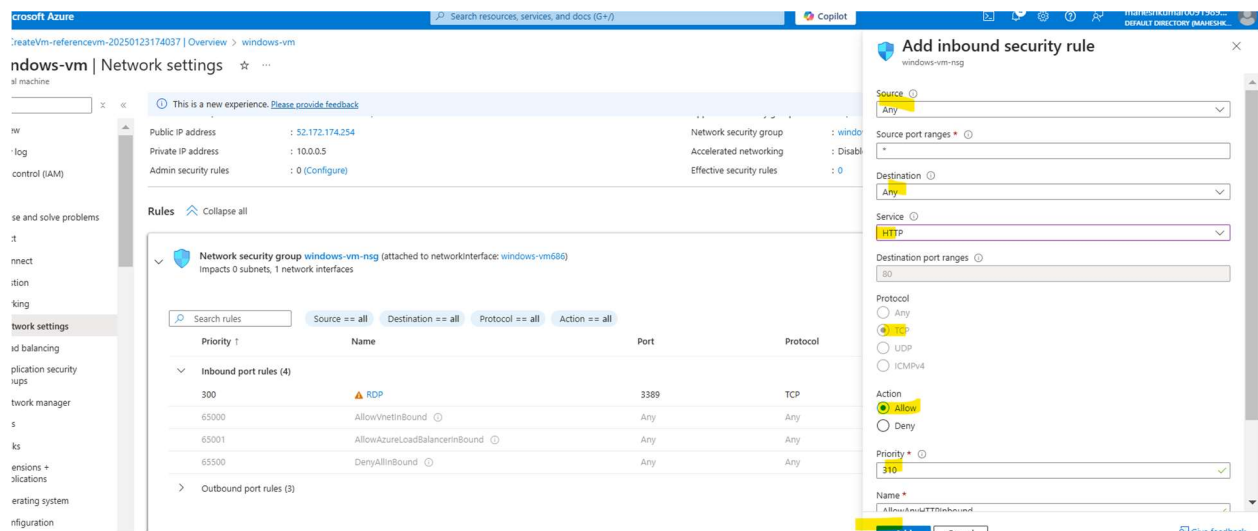 crosoft Azure
Search resources, services, and docs (G+/)
Copilot
DEFAULT DIRECTORY (MAHESHK...
CreateVm-referencevm-20250123174037 | Overview > windows-vm
ndows-vm | Network settings
al machine
ew
log
control (IAM)
se and solve problems
ct
nnect
ction
rking
twork settings
ad balancing
plication security
oups
twork manager
s
ks
ensions +
plications
erating system
nfiguration
This is a new experience. Please provide feedback
Public IP address : 52.172.174.254
Private IP address : 10.0.0.5
Admin security rules : 0 (Configure)
Network security group : windo
Accelerated networking : Disabl
Effective security rules : 0
Rules Collapse all
Network security group windows-vm-nsg (attached to networkInterface: windows-vm686)
Impacts 0 subnets, 1 network interfaces
Search rules Source == all Destination == all Protocol == all Action == all
Priority ↑ Name Port Protocol
Inbound port rules (4)
300 RDP 3389 TCP
65000 AllowVnetInBound Any Any
65001 AllowAzureLoadBalancerInBound Any Any
65500 DenyAllInBound Any Any
Outbound port rules (3)
Add inbound security rule
windows-vm-nsg
Source
Any
Source port ranges *
*
Destination
Any
Service
HTTP
Destination port ranges
80
Protocol
Any
TCP
UDP
ICMPv4
Action
Allow
Deny
Priority *
310
Name *
AllowAnyHTTPInbound
Give feedback